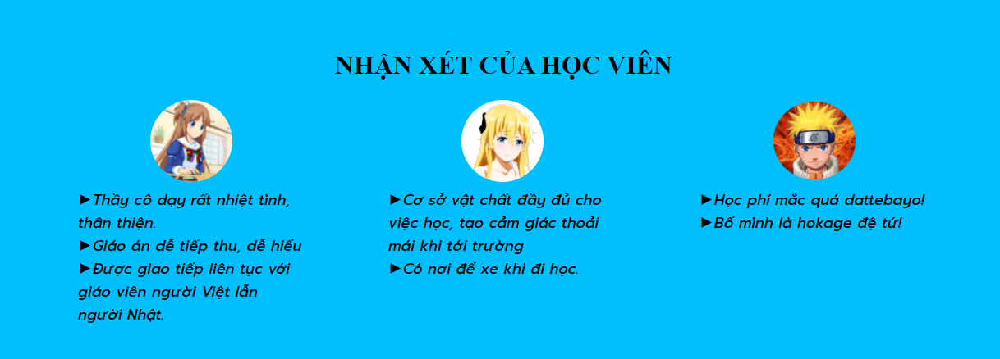 NHẬN XÉT CỦA HỌC VIÊN
►Thầy cô dạy rất nhiệt tình,
thân thiện.
►Giáo án dễ tiếp thu, dễ hiểu
►Được giao tiếp liên tục với
giáo viên người Việt lẫn
người Nhật.
►Cơ sở vật chất đầy đủ cho
việc học, tạo cảm giác thoải
mái khi tới trường
►Có nơi để xe khi đi học.
►Học phí mắc quá dattebayo!
►Bố mình là hokage đệ tứ!